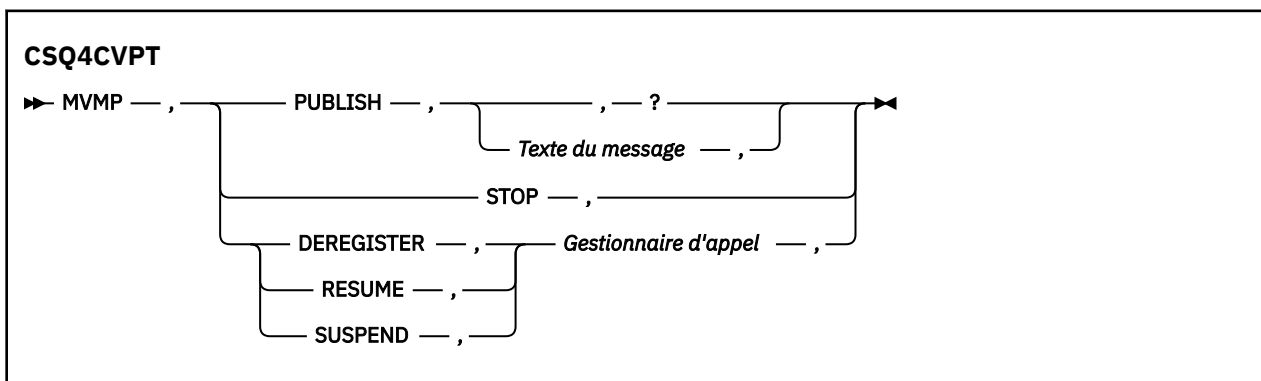 CSQ4CVPT
MVMP , PUBLISH , , ?
Texte du message ,
STOP ,
DEREGISTER , Gestionnaire d'appel ,
RESUME ,
SUSPEND ,